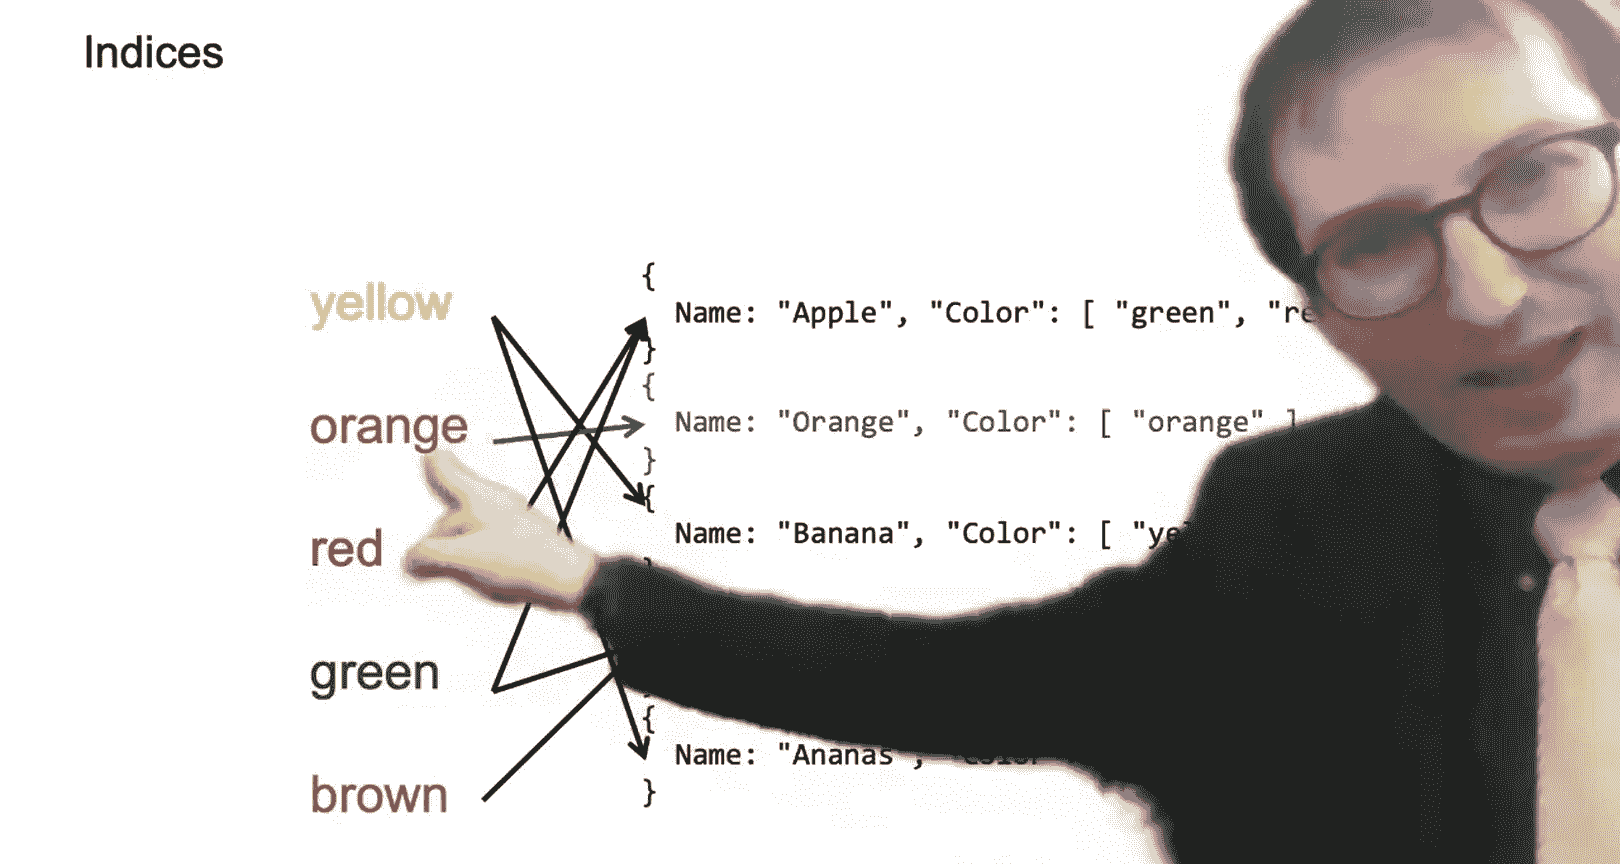 Indices
yellow
orange
red
green
brown
{
Name: "Apple", "Color": [ "green",
}
{
Name: "Orange", "Color": [ "orange" ]
}
{
Name: "Banana", "Color": [
{
Name: "Ananas",
}